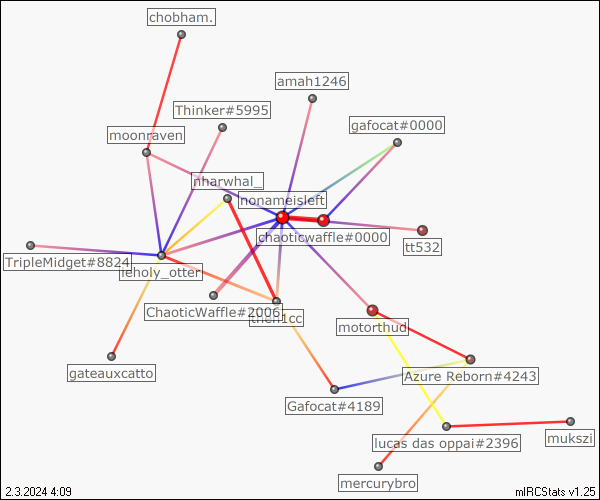 chobham.
amah1246
Thinker#5995
gafocat#0000
moonraven
nharwhal_
nonameisleft
chaoticwaffle#0000
tt532
TripleMidget#8824
leholy_otter
ChaoticWaffle#2006
motorthud
gateauxcatto
Azure Reborn#4243
Gafocat#4189
lucas das oppai#2396
mukszi
mercurybro
2.3.2024 4:09
mIRCStats v1.25